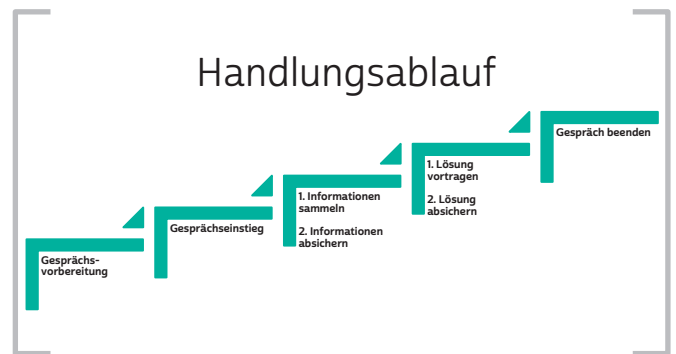 Handlungsablauf
Gesprächs-
vorbereitung
Gesprächseinstieg
1. Informationen
sammeln
2. Informationen
absichern
1. Lösung
vortragen
2. Lösung
absichern
Gespräch beenden